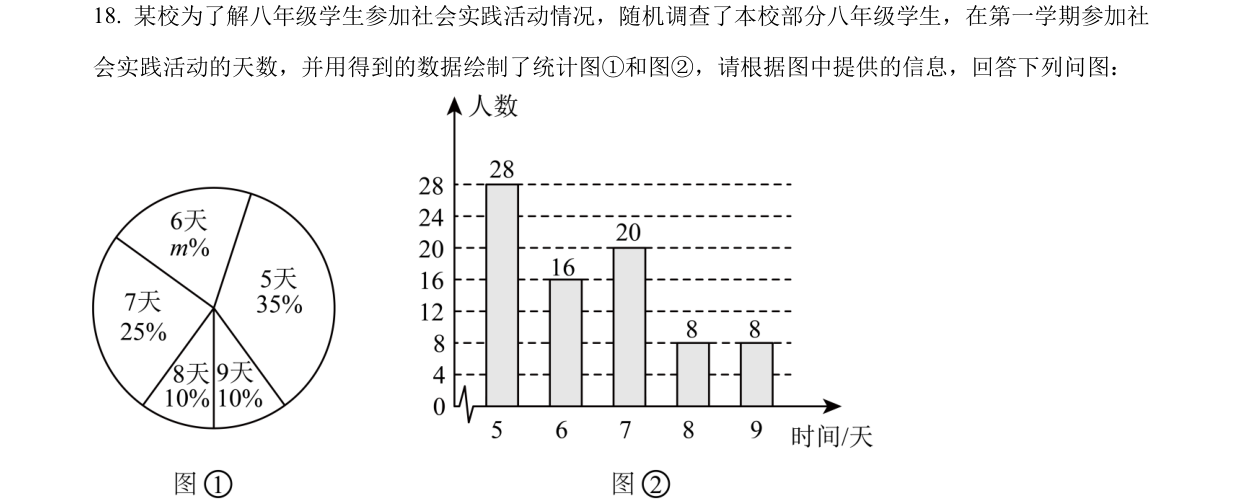 18. 某校为了解八年级学生参加社会实践活动情况，随机调查了本校部分八年级学生，在第一学期参加社
会实践活动的天数，并用得到的数据绘制了统计图①和图②，请根据图中提供的信息，回答下列问图：
6天
m%
5天
35%
7天
25%
8天
10%
9天
10%
图①
人数
28
24
20
16
12
8
4
0
28
16
20
8
8
5 6 7 8 9
时间/天
图②